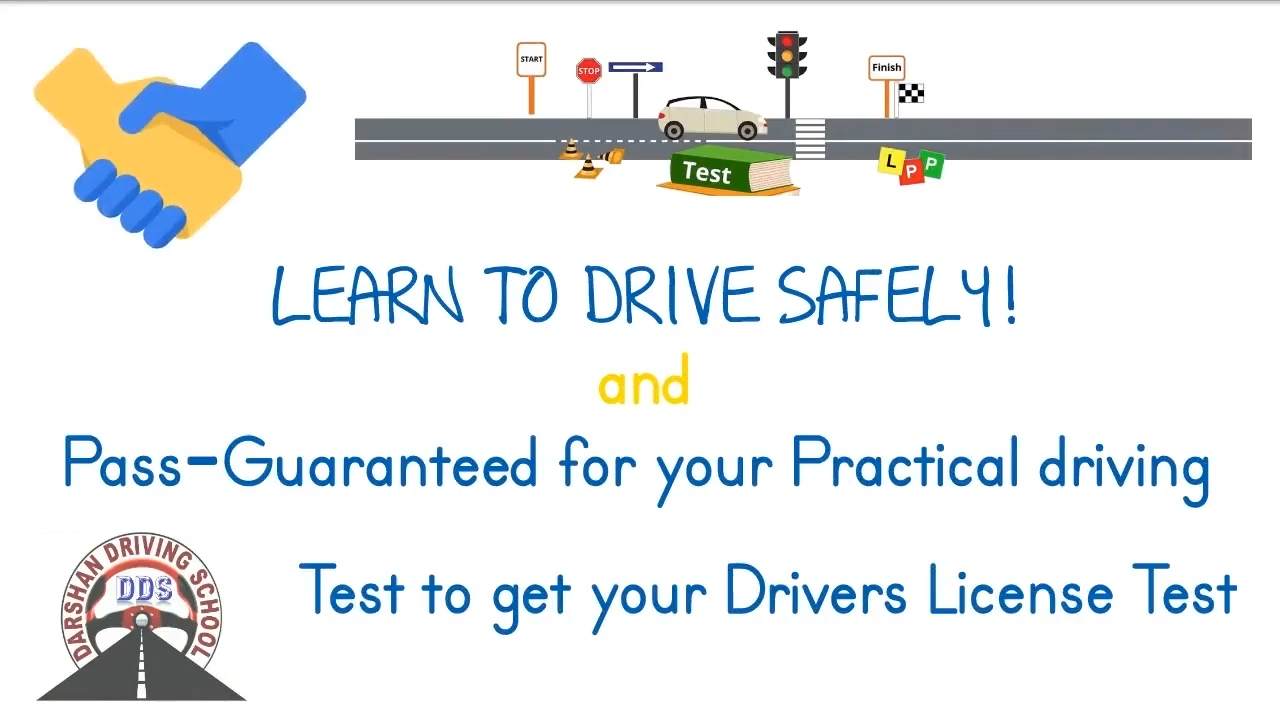 START
STOP
Finish
Test
L
P
P
LEARN TO DRIVE SAFELY!
and
Pass-Guaranteed for your Practical driving
Test to get your Drivers License Test
DARSHAN DRIVING SCHOOL
DDS